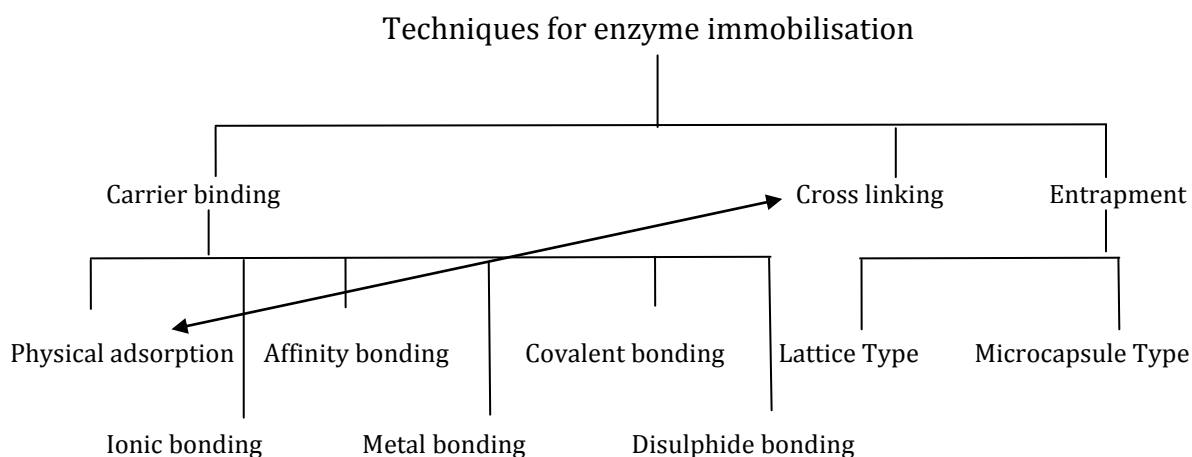 Techniques for enzyme immobilisation
Carrier binding Cross linking Entrapment
Physical adsorption Affinity bonding Covalent bonding Lattice Type Microcapsule Type
Ionic bonding Metal bonding Disulphide bonding